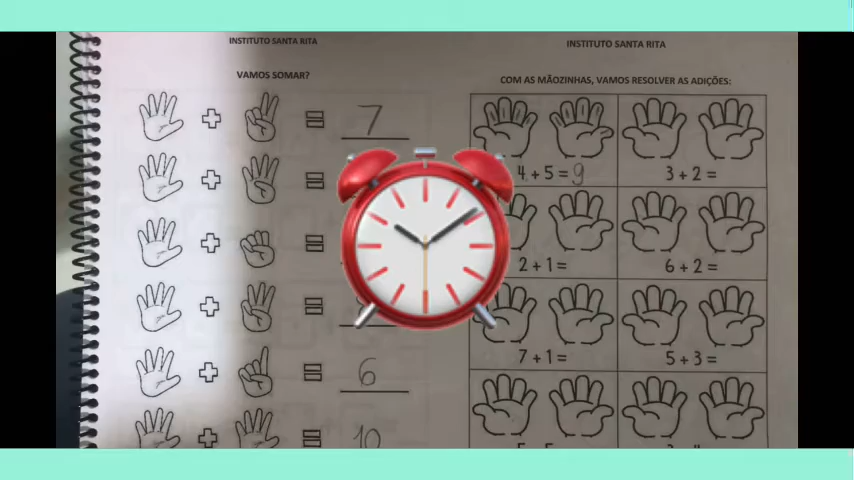 INSTITUTO SANTA RITA
VAMOS SOMAR?
7
6
10
INSTITUTO SANTA RITA
COM AS MÃOZINHAS, VAMOS RESOLVER AS ADIÇÕES:
4 + 5 = 9
3 + 2 =
2 + 1 =
6 + 2 =
7 + 1 =
5 + 3 =